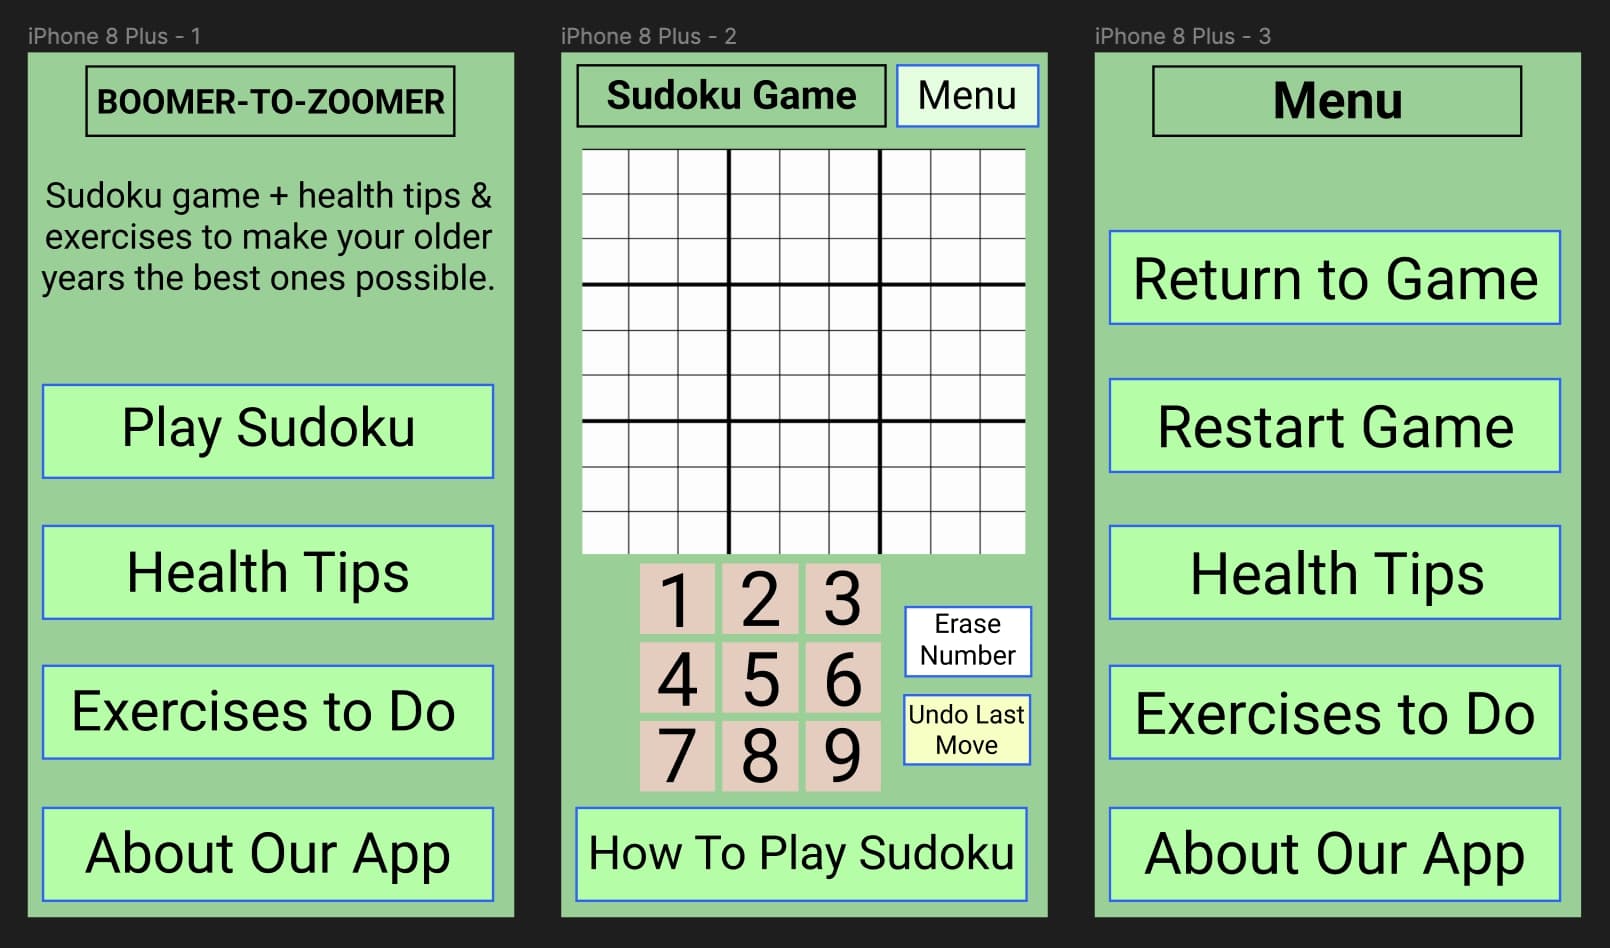 iPhone 8 Plus - 1
BOOMER-TO-ZOOMER
Sudoku game + health tips &
exercises to make your older
years the best ones possible.
Play Sudoku
Health Tips
Exercises to Do
About Our App
iPhone 8 Plus - 2
Sudoku Game
Menu
1 2 3
4 5 6
7 8 9
Erase
Number
Undo Last
Move
How To Play Sudoku
iPhone 8 Plus - 3
Menu
Return to Game
Restart Game
Health Tips
Exercises to Do
About Our App